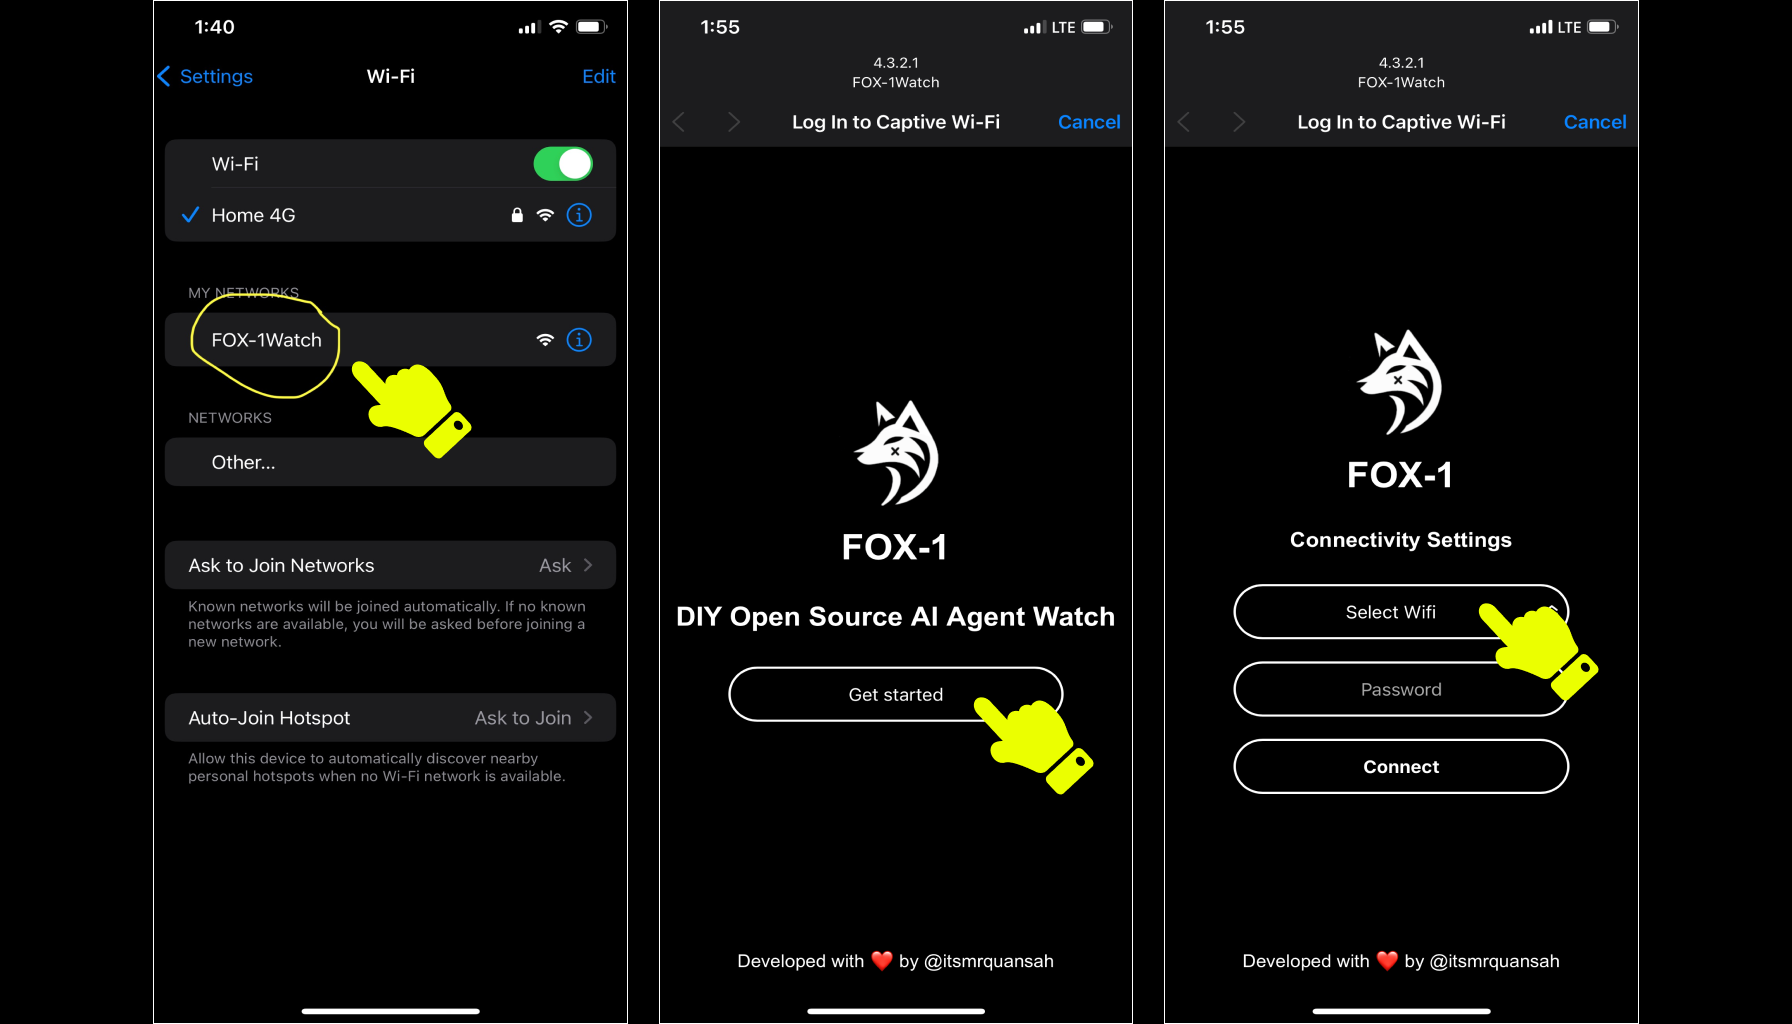 1:40
Settings
Wi-Fi
Edit
Wi-Fi
Home 4G
MY NETWORKS
FOX-1Watch
NETWORKS
Other...
Ask to Join Networks
Ask
Known networks will be joined automatically. If no known
networks are available, you will be asked before joining a
new network.
Auto-Join Hotspot
Ask to Join
Allow this device to automatically discover nearby
personal hotspots when no Wi-Fi network is available.
1:55
LTE
4.3.2.1
FOX-1Watch
Log In to Captive Wi-Fi
Cancel
FOX-1
DIY Open Source AI Agent Watch
Get started
Developed with ❤️ by @itsmrquansah
1:55
LTE
4.3.2.1
FOX-1Watch
Log In to Captive Wi-Fi
Cancel
FOX-1
Connectivity Settings
Select Wifi
Password
Connect
Developed with ❤️ by @itsmrquansah